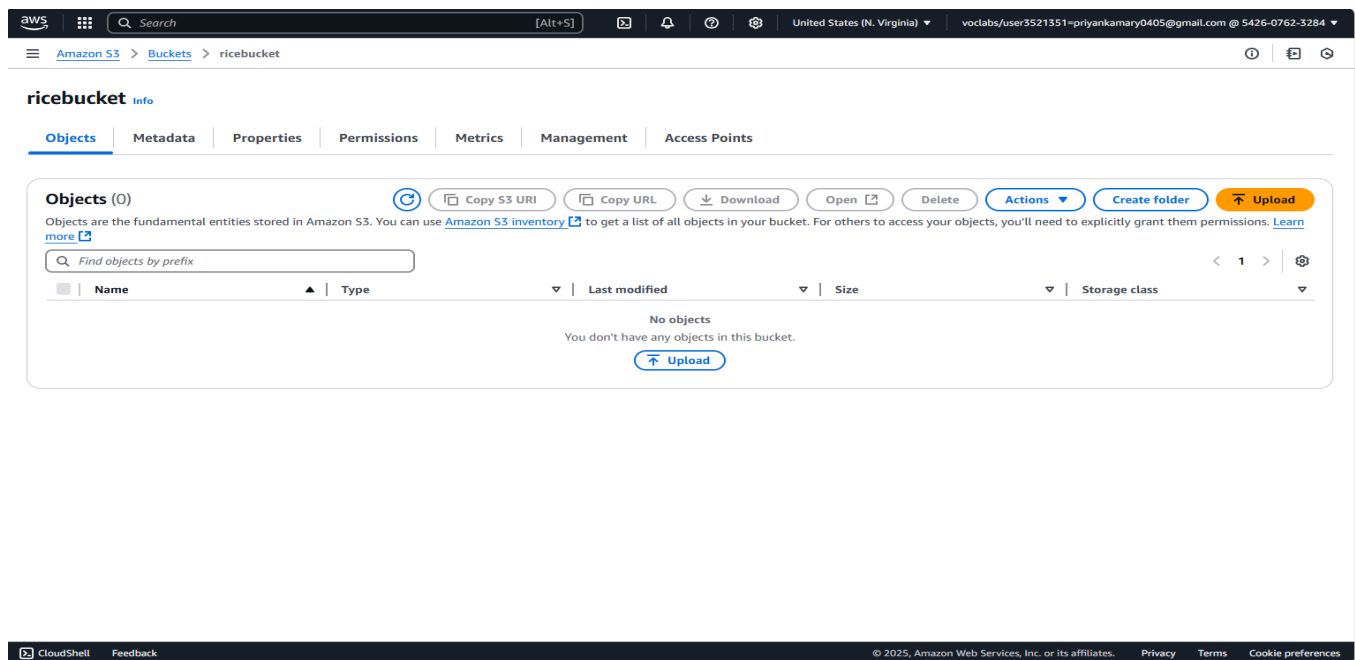 aws Search [Alt+S] United States (N. Virginia) voclabs/user3521351=priyankamary0405@gmail.com @ 5426-0762-3284
Amazon S3 > Buckets > ricebucket
ricebucket Info
Objects Metadata Properties Permissions Metrics Management Access Points
Objects (0) Copy S3 URI Copy URL Download Open Delete Actions Create folder Upload
Objects are the fundamental entities stored in Amazon S3. You can use Amazon S3 inventory to get a list of all objects in your bucket. For others to access your objects, you'll need to explicitly grant them permissions. Learn
more
Find objects by prefix < 1 >
Name Type Last modified Size Storage class
No objects
You don't have any objects in this bucket.
Upload
CloudShell Feedback © 2025, Amazon Web Services, Inc. or its affiliates. Privacy Terms Cookie preferences